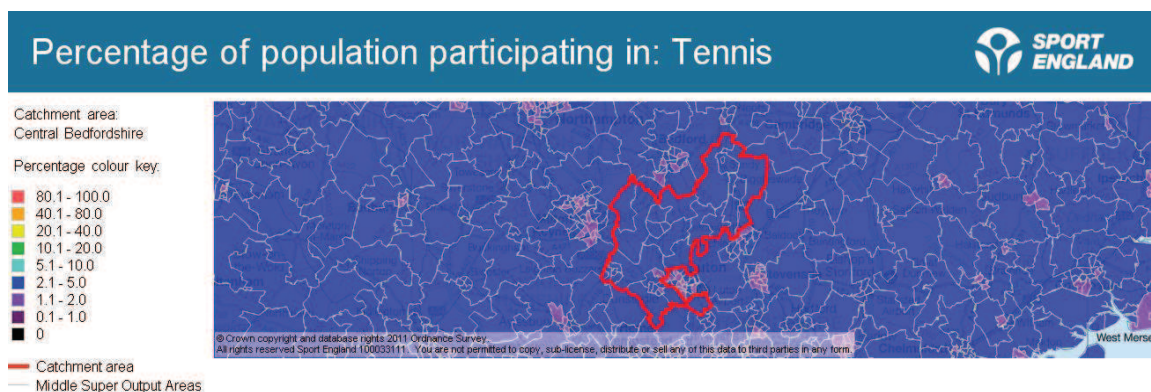 Percentage of population participating in: Tennis
SPORT
ENGLAND
Catchment area:
Central Bedfordshire
Percentage colour key:
80.1 - 100.0
40.1 - 80.0
20.1 - 40.0
10.1 - 20.0
5.1 - 10.0
2.1 - 5.0
1.1 - 2.0
0.1 - 1.0
0
Catchment area
Middle Super Output Areas
Northampton
© Crown copyright and database rights 2011 Ordnance Survey.
All rights reserved Sport England 100033111. You are not permitted to copy, sub-license, distribute or sell any of this data to third parties in any form.
West Merse